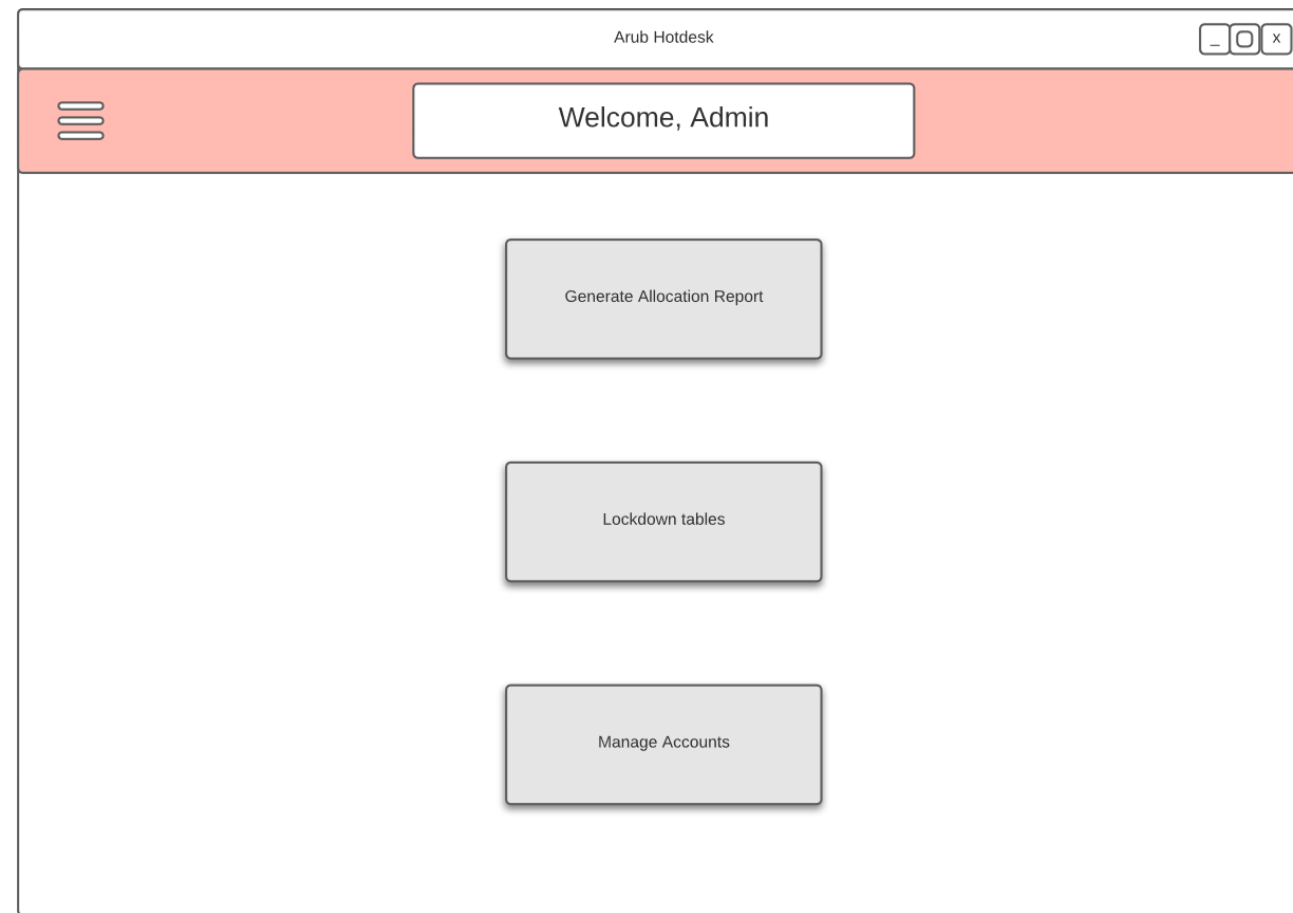 Arub Hotdesk
_ x
Welcome, Admin
Generate Allocation Report
Lockdown tables
Manage Accounts